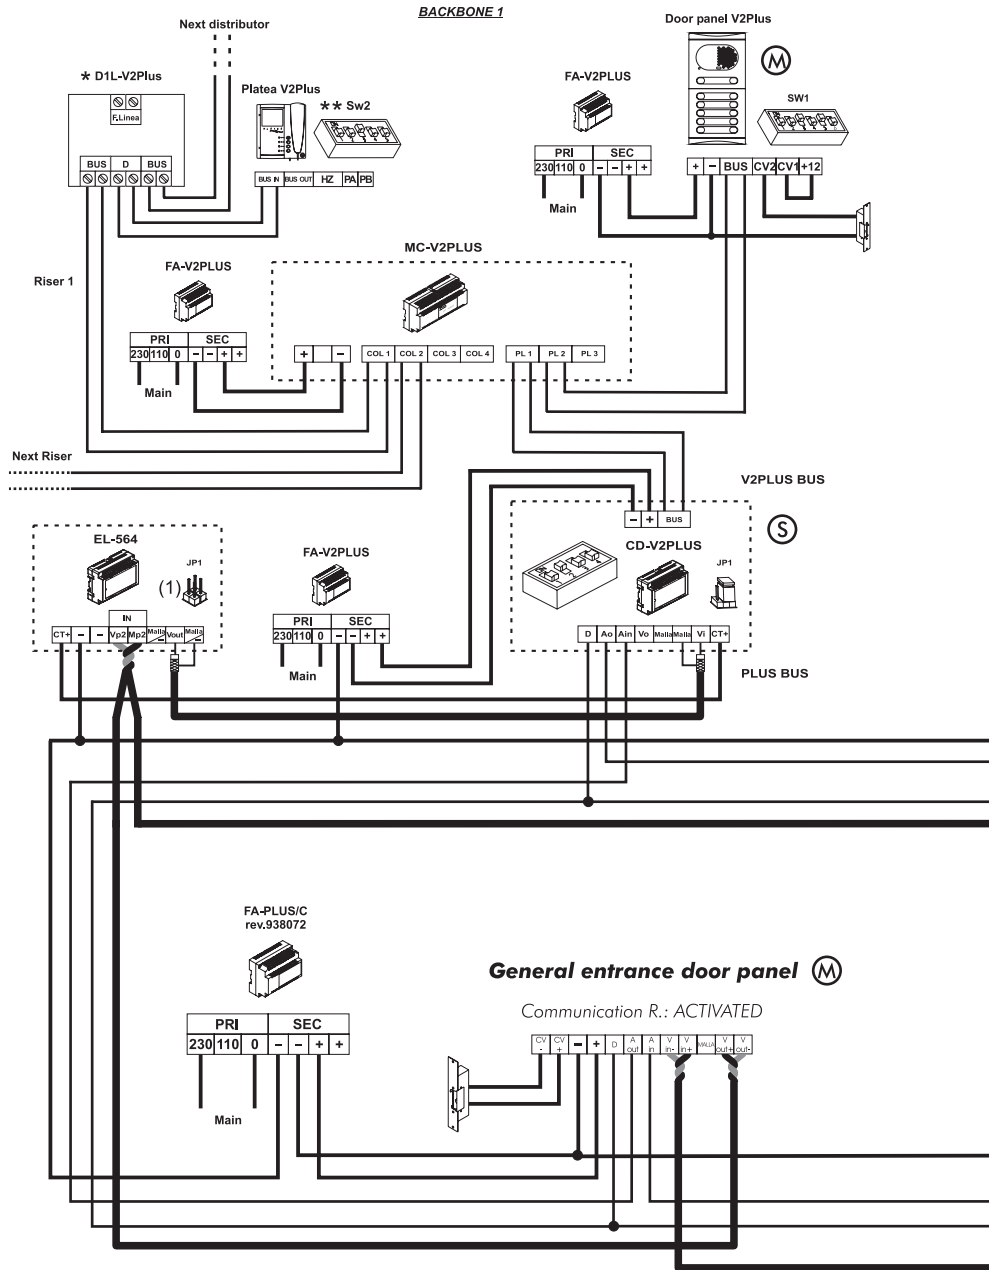 BACKBONE 1
Next distributor
Door panel V2Plus
M
* D1L-V2Plus
F.Linea
BUS D BUS
Platea V2Plus
** Sw2
BUS IN BUS OUT HZ PA PB
FA-V2PLUS
SW1
PRI SEC
230 110 0 - - + +
Main
+ - BUS CV2 CV1 +12
MC-V2PLUS
Riser 1
FA-V2PLUS
PRI SEC
230 110 0 - - + +
Main
+ - COL 1 COL 2 COL 3 COL 4 PL 1 PL 2 PL 3
Next Riser
V2PLUS BUS
- + BUS
S
EL-564
(1)
JP1
IN
CT+ - - Vp2 Mp2 Malla Vout Malla
FA-V2PLUS
PRI SEC
230 110 0 - - + +
Main
CD-V2PLUS
JP1
D Ao Ain Vo Malla Malla Vi CT+
PLUS BUS
FA-PLUS/C
rev.938072
PRI SEC
230 110 0 - - + +
Main
General entrance door panel M
Communication R.: ACTIVATED
CV - CV + - + D A out A in V in- V in+ MALLA V out+ V out-